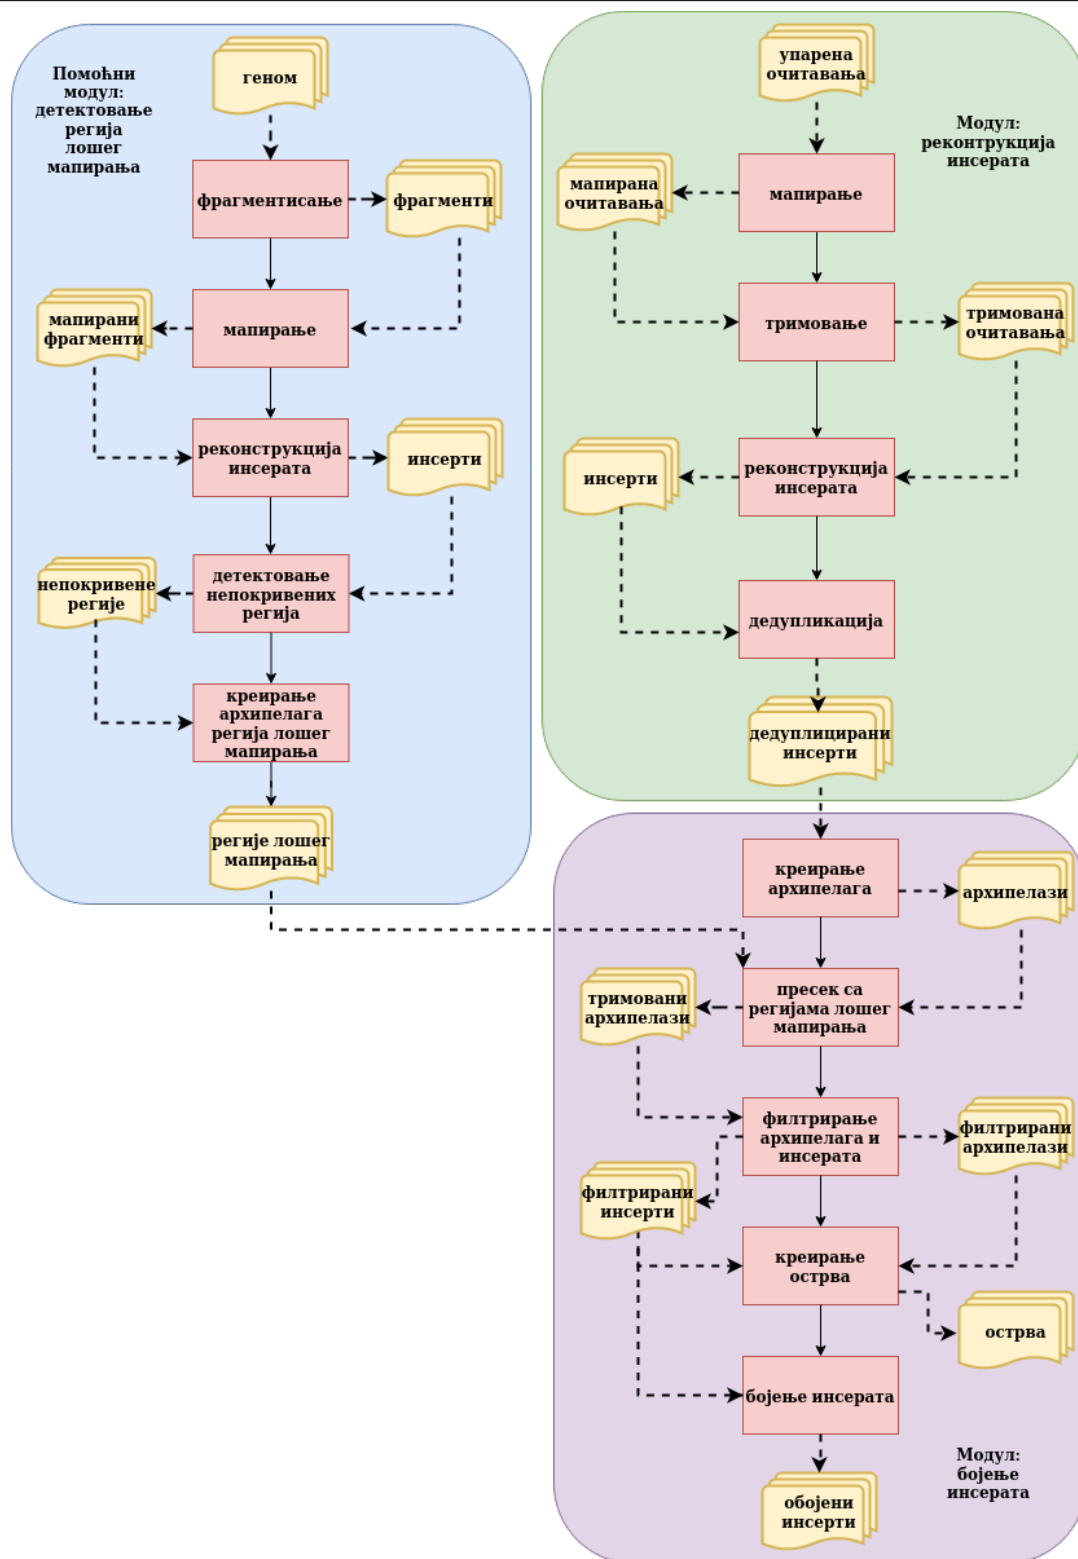 Помоћни
модул:
детектовање
регија
лошег
мапирања
геном
фрагментисање
фрагменти
мапирање
мапирани
фрагменти
реконструкција
инсерата
инсерти
детектовање
непокривених
регија
непокривене
регије
креирање
архипелага
регија лошег
мапирања
регије лошег
мапирања
упарена
очитавања
Модул:
реконтрукција
инсерата
мапирана
очитавања
мапирање
тримовање
тримована
очитавања
реконструкција
инсерата
инсерти
дедупликација
дедуплицирани
инсерти
креирање
архипелага
архипелази
пресек са
регијама лошег
мапирања
тримовани
архипелази
филтрирање
архипелага и
инсерата
филтрирани
архипелази
филтрирани
инсерти
креирање
острва
острва
бојење инсерата
Модул:
бојење
инсерата
обојени
инсерти